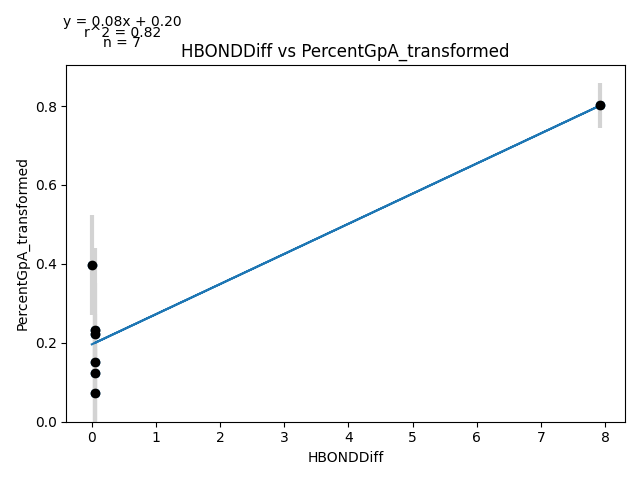 y = 0.08x + 0.20
r^2 = 0.82
n = 7
HBONDDiff vs PercentGpA_transformed
PercentGpA_transformed
0.8
0.6
0.4
0.2
0.0
0 1 2 3 4 5 6 7 8
HBONDDiff